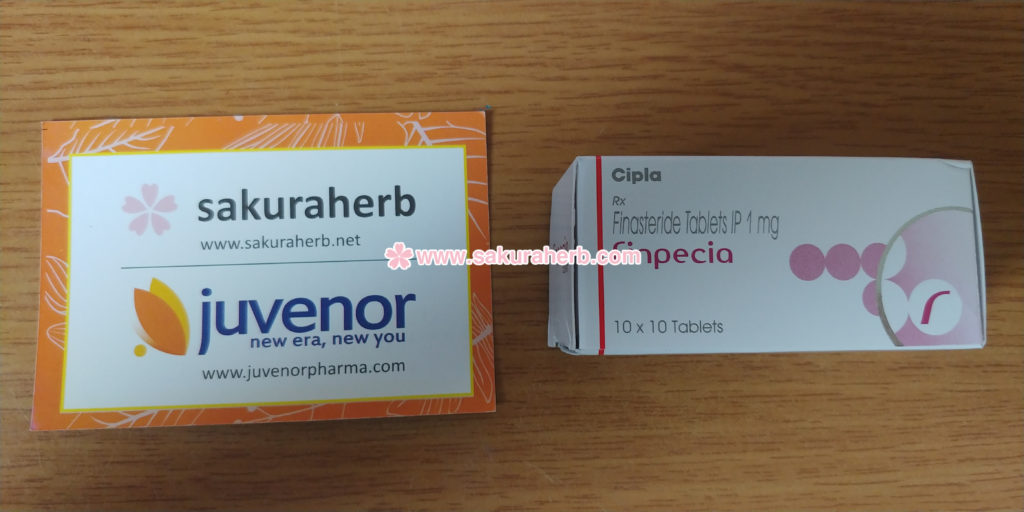 sakuraherb
www.sakuraherb.net
juvenor
new era, new you
www.juvenorpharma.com
www.sakuraherb.com
Cipla
Rx
Finasteride Tablets IP 1 mg
Finpecia
10 x 10 Tablets